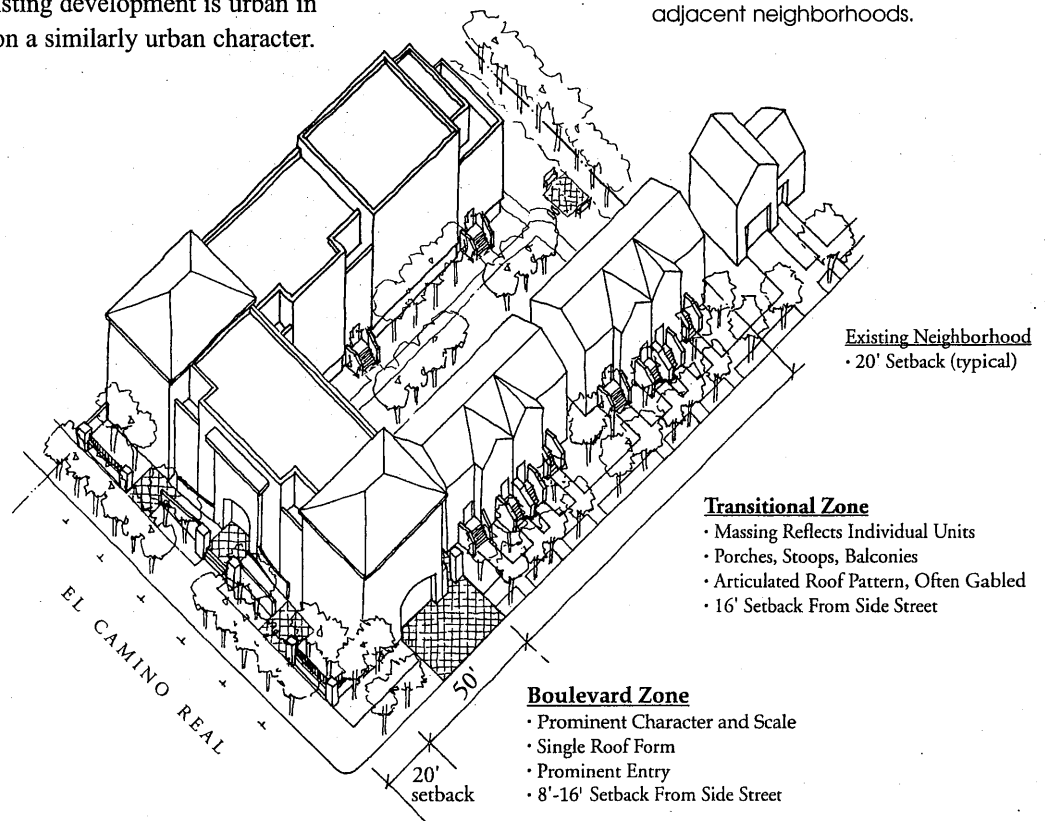 sting development is urban in
on a similarly urban character.
adjacent neighborhoods.
Existing Neighborhood
· 20' Setback (typical)
Transitional Zone
· Massing Reflects Individual Units
· Porches, Stoops, Balconies
· Articulated Roof Pattern, Often Gabled
· 16' Setback From Side Street
EL CAMINO REAL
50'
20'
setback
Boulevard Zone
· Prominent Character and Scale
· Single Roof Form
· Prominent Entry
· 8'-16' Setback From Side Street